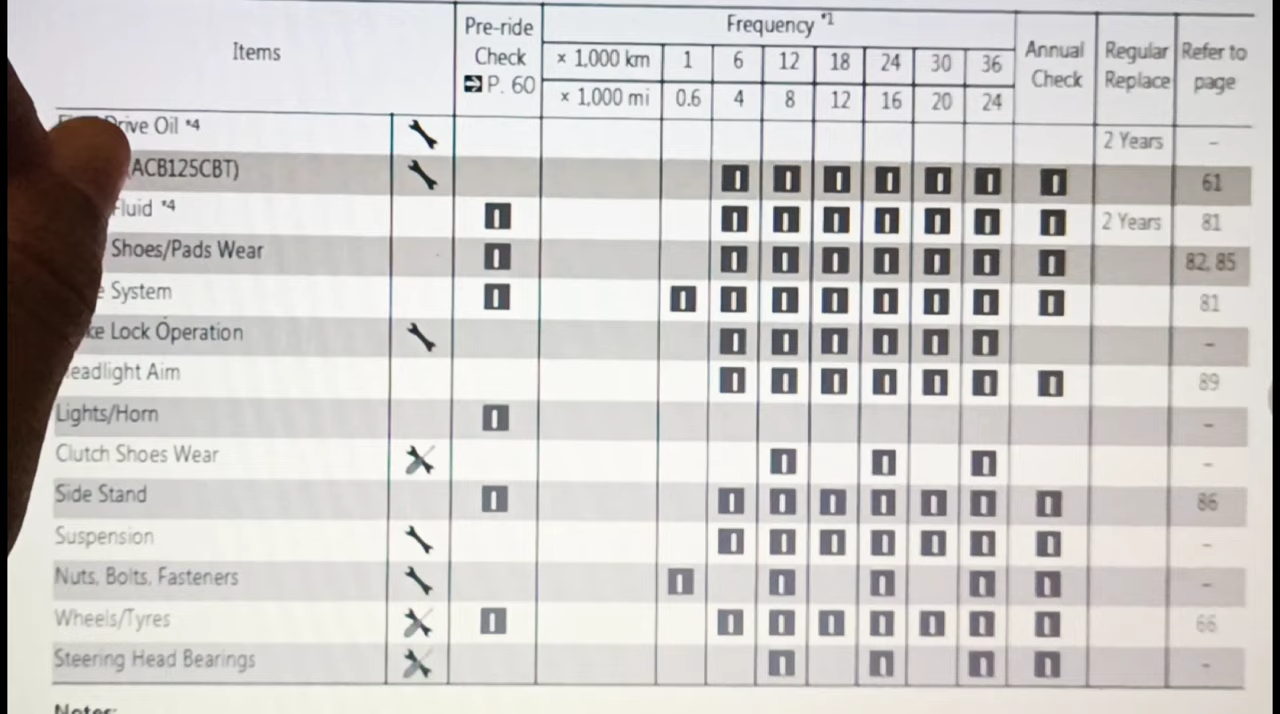 Items Pre-ride Check P. 60 Frequency *1 Annual Check Regular Replace Refer to page
× 1,000 km 1 6 12 18 24 30 36
× 1,000 mi 0.6 4 8 12 16 20 24
Drive Oil *4 2 Years –
(ACB125CBT) I I I I I I I 61
Fluid *4 I I I I I I I I 2 Years 81
Shoes/Pads Wear I I I I I I I I 82, 85
System I I I I I I I I I 81
Lock Operation I I I I I I –
Headlight Aim I I I I I I I 89
Lights/Horn I –
Clutch Shoes Wear I I I –
Side Stand I I I I I I I I 86
Suspension I I I I I I I –
Nuts, Bolts, Fasteners I I I I I –
Wheels/Tyres I I I I I I I I 66
Steering Head Bearings I I I I –